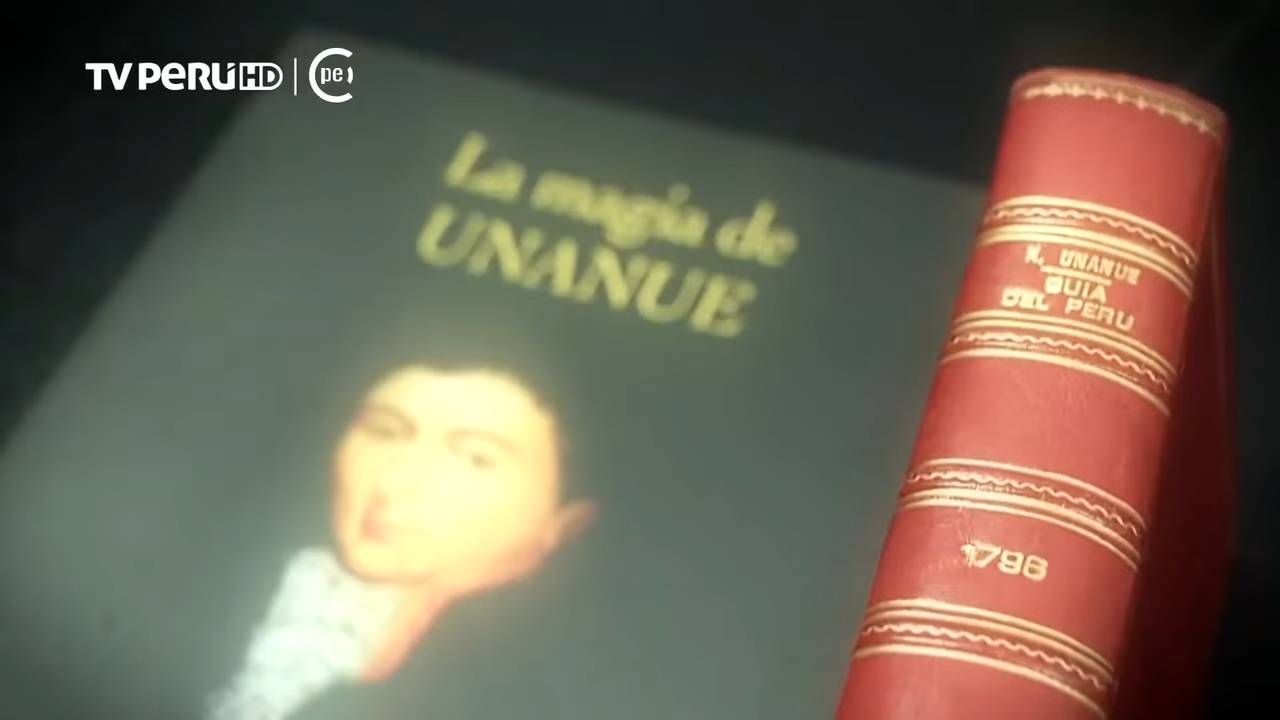 TV PERÚ HD | pe
La magia de
UNANUE
H. UNANUE
GUIA
DEL PERU
1796